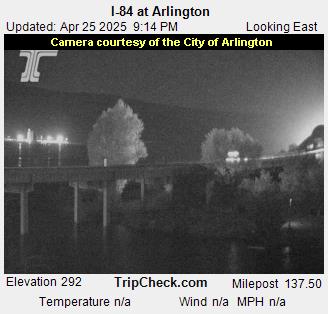 I-84 at Arlington
Updated: Apr 25 2025 9:14 PM Looking East
Camera courtesy of the City of Arlington
Elevation 292 TripCheck.com Milepost 137.50
Temperature n/a Wind n/a MPH n/a